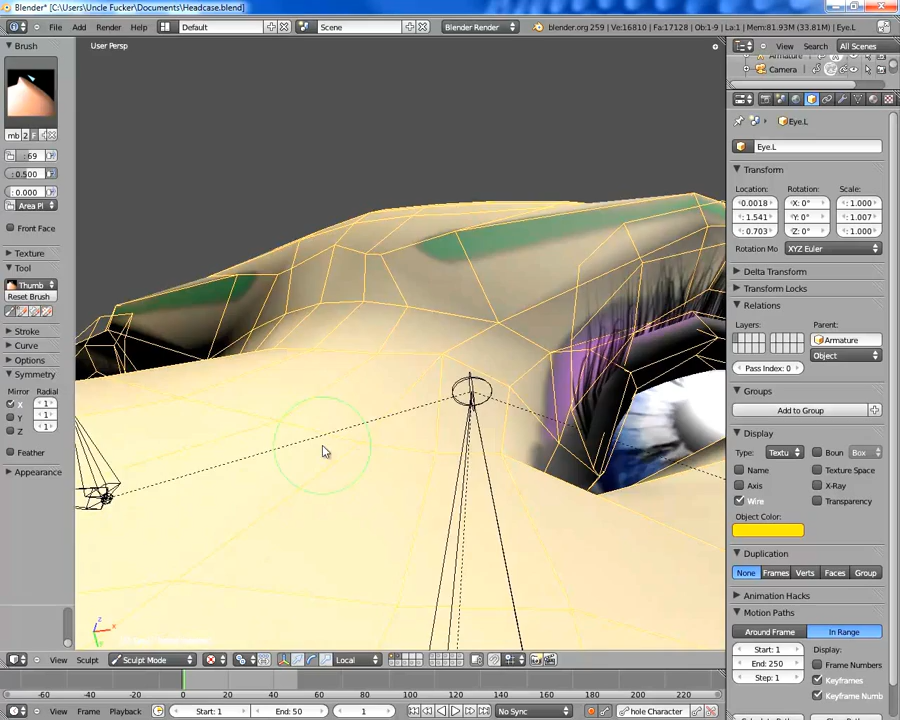 Blender* [C:\Users\Uncle Fucker\Documents\Headcase.blend]
File Add Render Help Default Scene Blender Render blender.org 259 | Ve:16810 | Fa:17128 | Ob:1-9 | La:1 | Mem:81.93M (33.81M) | Eye.L
Brush
User Persp
View Search All Scenes
Armature
Camera
Eye.L
Eye.L
mb 2 F
: 69
: 0.500
: 0.000
Area Pl
Front Face
Texture
Tool
Thumb
Reset Brush
Stroke
Curve
Options
Symmetry
Mirror Radial
X 1
Y 1
Z 1
Feather
Appearance
Transform
Location: Rotation: Scale:
0.0018 X: 0° : 1.000
: 1.541 Y: 0° : 1.007
: 0.703 Z: 0° : 1.000
Rotation Mo XYZ Euler
Delta Transform
Transform Locks
Relations
Layers: Parent:
Armature
Object
Pass Index: 0
Groups
Add to Group
Display
Type: Textu Boun Box
Name Texture Space
Axis X-Ray
Wire Transparency
Object Color:
Duplication
None Frames Verts Faces Group
Animation Hacks
Motion Paths
Around Frame In Range
Start: 1 Display:
End: 250 Frame Numbers
Step: 1 Keyframes
Keyframe Numb
z x
View Sculpt Sculpt Mode Local
-60 -40 -20 0 20 40 60 80 100 120 140 160 180 200 220
View Frame Playback Start: 1 End: 50 1 No Sync hole Character